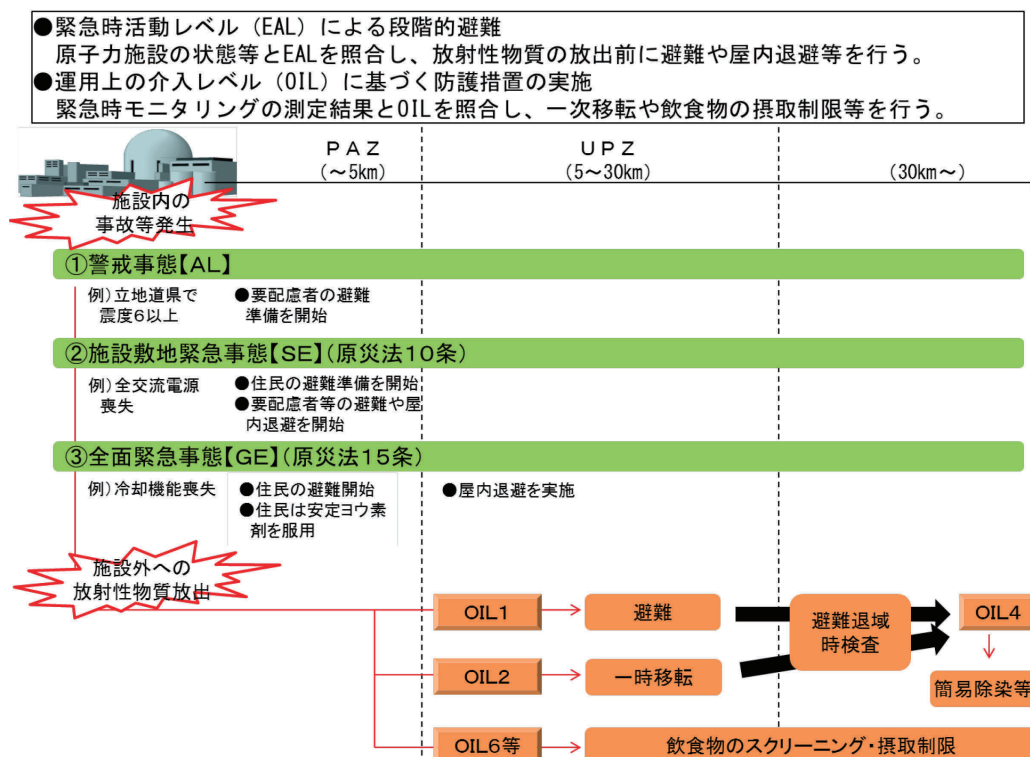 ●緊急時活動レベル（EAL）による段階的避難
原子力施設の状態等とEALを照合し、放射性物質の放出前に避難や屋内退避等を行う。
●運用上の介入レベル（OIL）に基づく防護措置の実施
緊急時モニタリングの測定結果とOILを照合し、一次移転や飲食物の摂取制限等を行う。
PAZ
(～5km)
UPZ
(5～30km)
(30km～)
施設内の
事故等発生
①警戒事態【AL】
例）立地道県で
震度6以上
●要配慮者の避難
準備を開始
②施設敷地緊急事態【SE】(原災法10条)
例）全交流電源
喪失
●住民の避難準備を開始
●要配慮者等の避難や屋
内退避を開始
③全面緊急事態【GE】(原災法15条)
例）冷却機能喪失
●住民の避難開始
●住民は安定ヨウ素
剤を服用
●屋内退避を実施
施設外への
放射性物質放出
OIL1
避難
避難退域
時検査
OIL4
OIL2
一時移転
簡易除染等
OIL6等
飲食物のスクリーニング・摂取制限